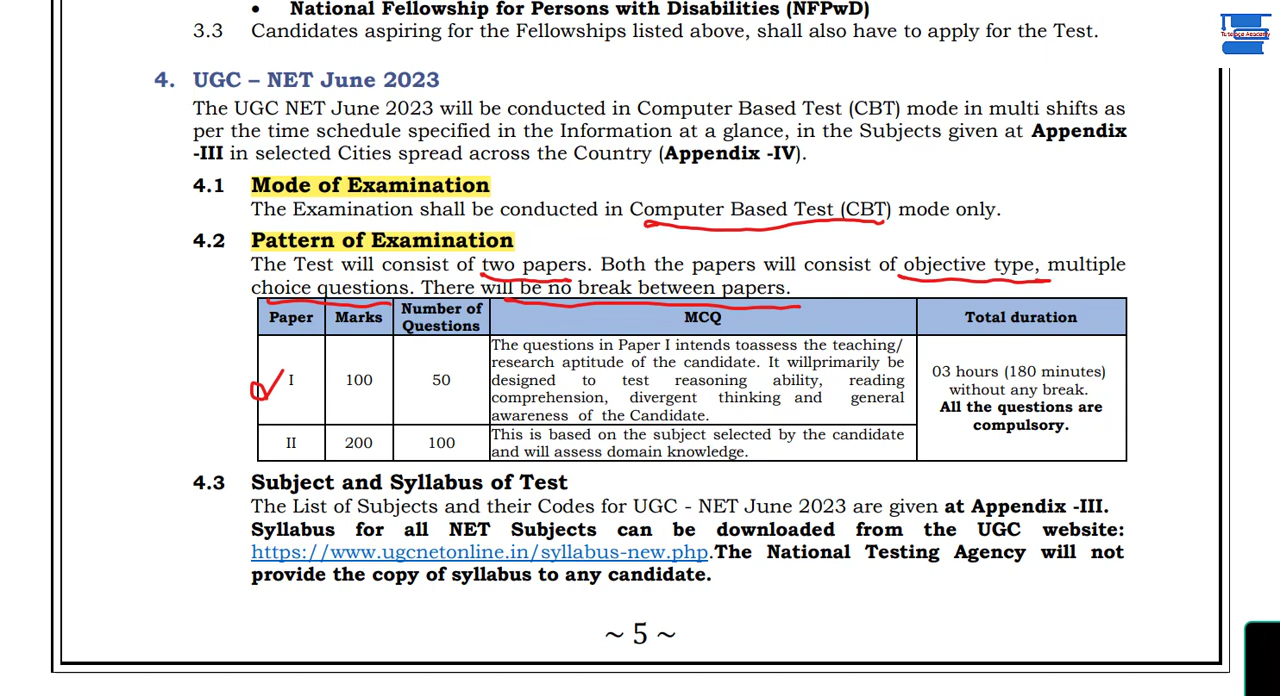 • National Fellowship for Persons with Disabilities (NFPwD)
3.3 Candidates aspiring for the Fellowships listed above, shall also have to apply for the Test.
4. UGC – NET June 2023
The UGC NET June 2023 will be conducted in Computer Based Test (CBT) mode in multi shifts as
per the time schedule specified in the Information at a glance, in the Subjects given at Appendix
-III in selected Cities spread across the Country (Appendix -IV).
4.1 Mode of Examination
The Examination shall be conducted in Computer Based Test (CBT) mode only.
4.2 Pattern of Examination
The Test will consist of two papers. Both the papers will consist of objective type, multiple
choice questions. There will be no break between papers.
Paper Marks Number of Questions MCQ Total duration
I 100 50
The questions in Paper I intends toassess the teaching/
research aptitude of the candidate. It willprimarily be
designed to test reasoning ability, reading
comprehension, divergent thinking and general
awareness of the Candidate.
03 hours (180 minutes)
without any break.
All the questions are
compulsory.
II 200 100
This is based on the subject selected by the candidate
and will assess domain knowledge.
4.3 Subject and Syllabus of Test
The List of Subjects and their Codes for UGC - NET June 2023 are given at Appendix -III.
Syllabus for all NET Subjects can be downloaded from the UGC website:
https://www.ugcnetonline.in/syllabus-new.php.The National Testing Agency will not
provide the copy of syllabus to any candidate.
~ 5 ~